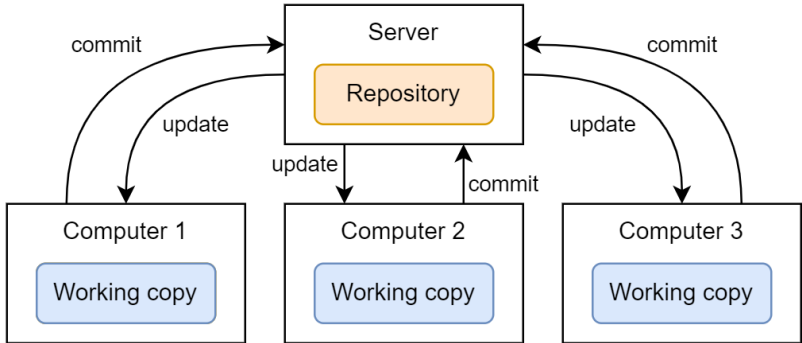 commit
Server
commit
Repository
update
update
update
commit
Computer 1
Computer 2
Computer 3
Working copy
Working copy
Working copy